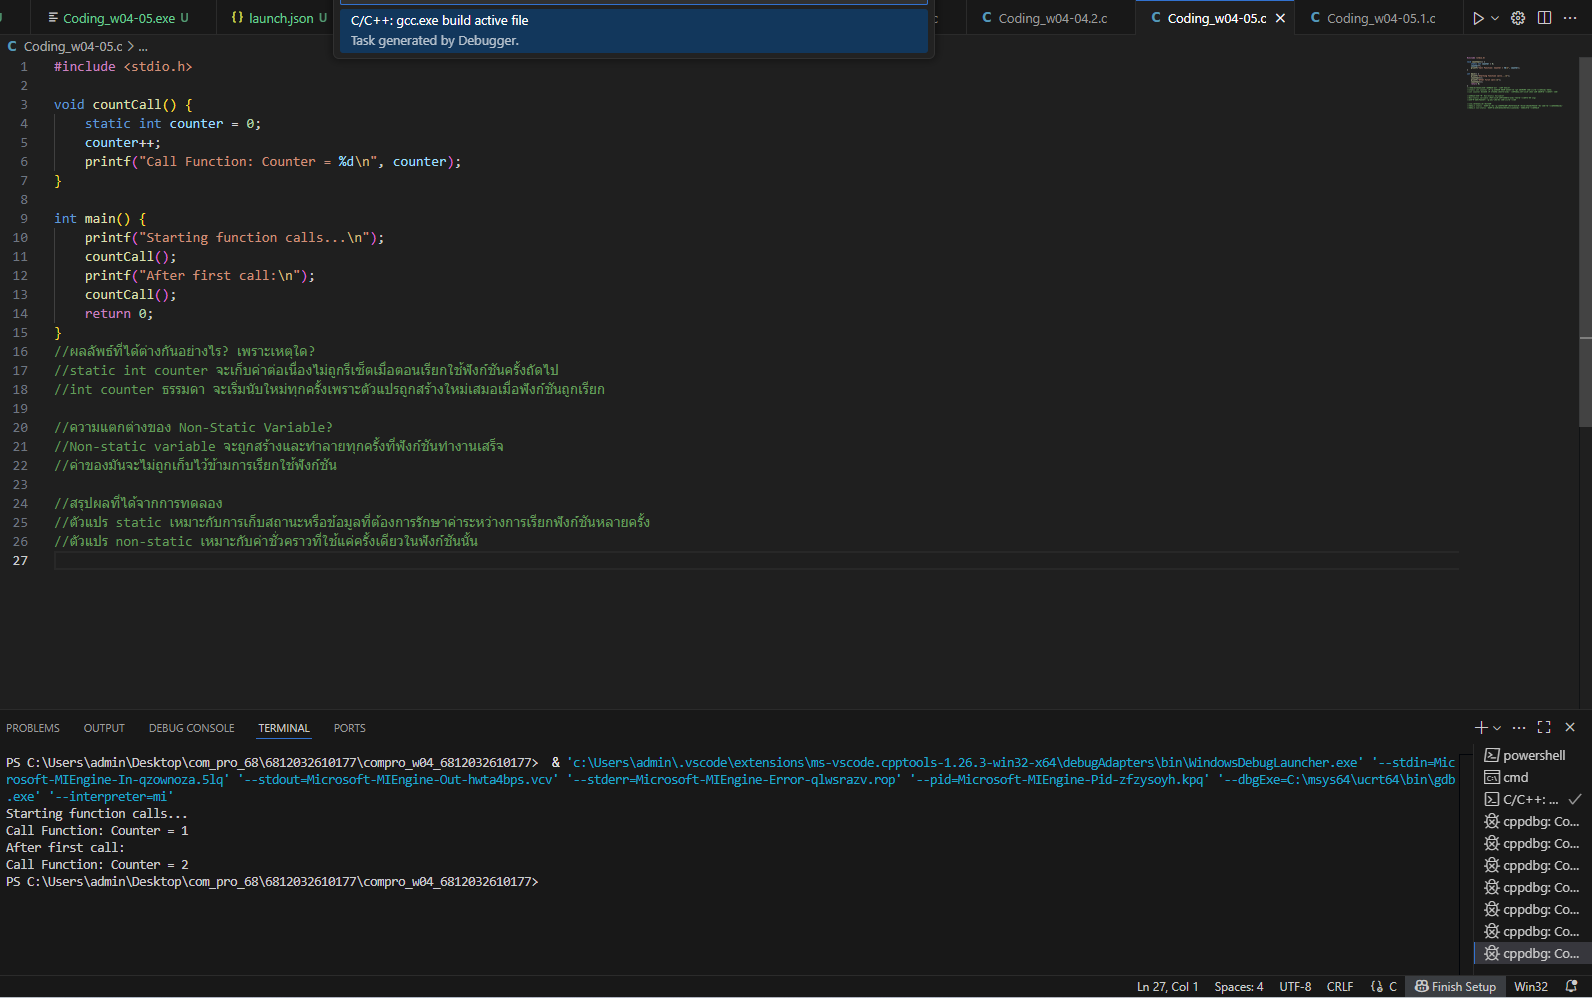 Coding_w04-05.exe U
{} launch.json U
C/C++: gcc.exe build active file
Task generated by Debugger.
C Coding_w04-04.2.c
C Coding_w04-05.c
C Coding_w04-05.1.c
C Coding_w04-05.c > ...
1 #include <stdio.h>
2
3 void countCall() {
4 static int counter = 0;
5 counter++;
6 printf("Call Function: Counter = %d\n", counter);
7 }
8
9 int main() {
10 printf("Starting function calls...\n");
11 countCall();
12 printf("After first call:\n");
13 countCall();
14 return 0;
15 }
16 //ผลลัพธ์ที่ได้ต่างกันอย่างไร? เพราะเหตุใด?
17 //static int counter จะเก็บค่าต่อเนื่องไม่ถูกรีเซ็ตเมื่อตอนเรียกใช้ฟังก์ชันครั้งถัดไป
18 //int counter ธรรมดา จะเริ่มนับใหม่ทุกครั้งเพราะตัวแปรถูกสร้างใหม่เสมอเมื่อฟังก์ชันถูกเรียก
19
20 //ความแตกต่างของ Non-Static Variable?
21 //Non-static variable จะถูกสร้างและทำลายทุกครั้งที่ฟังก์ชันทำงานเสร็จ
22 //ค่าของมันจะไม่ถูกเก็บไว้ข้ามการเรียกใช้ฟังก์ชัน
23
24 //สรุปผลที่ได้จากการทดลอง
25 //ตัวแปร static เหมาะกับการเก็บสถานะหรือข้อมูลที่ต้องการรักษาค่าระหว่างการเรียกฟังก์ชันหลายครั้ง
26 //ตัวแปร non-static เหมาะกับค่าชั่วคราวที่ใช้แค่ครั้งเดียวในฟังก์ชันนั้น
27
PROBLEMS OUTPUT DEBUG CONSOLE TERMINAL PORTS
PS C:\Users\admin\Desktop\com_pro_68\6812032610177\compro_w04_6812032610177> & 'c:\Users\admin\.vscode\extensions\ms-vscode.cpptools-1.26.3-win32-x64\debugAdapters\bin\WindowsDebugLauncher.exe' '--stdin=Mic
rosoft-MIEngine-In-qzownoza.5lq' '--stdout=Microsoft-MIEngine-Out-hwta4bps.vcv' '--stderr=Microsoft-MIEngine-Error-qlwsrazv.rop' '--pid=Microsoft-MIEngine-Pid-zfzysoyh.kpq' '--dbgExe=C:\msys64\ucrt64\bin\gdb
.exe' '--interpreter=mi'
Starting function calls...
Call Function: Counter = 1
After first call:
Call Function: Counter = 2
PS C:\Users\admin\Desktop\com_pro_68\6812032610177\compro_w04_6812032610177>
powershell
cmd
C/C++: ...
cppdbg: Co...
cppdbg: Co...
cppdbg: Co...
cppdbg: Co...
cppdbg: Co...
cppdbg: Co...
cppdbg: Co...
Ln 27, Col 1 Spaces: 4 UTF-8 CRLF {} C Finish Setup Win32